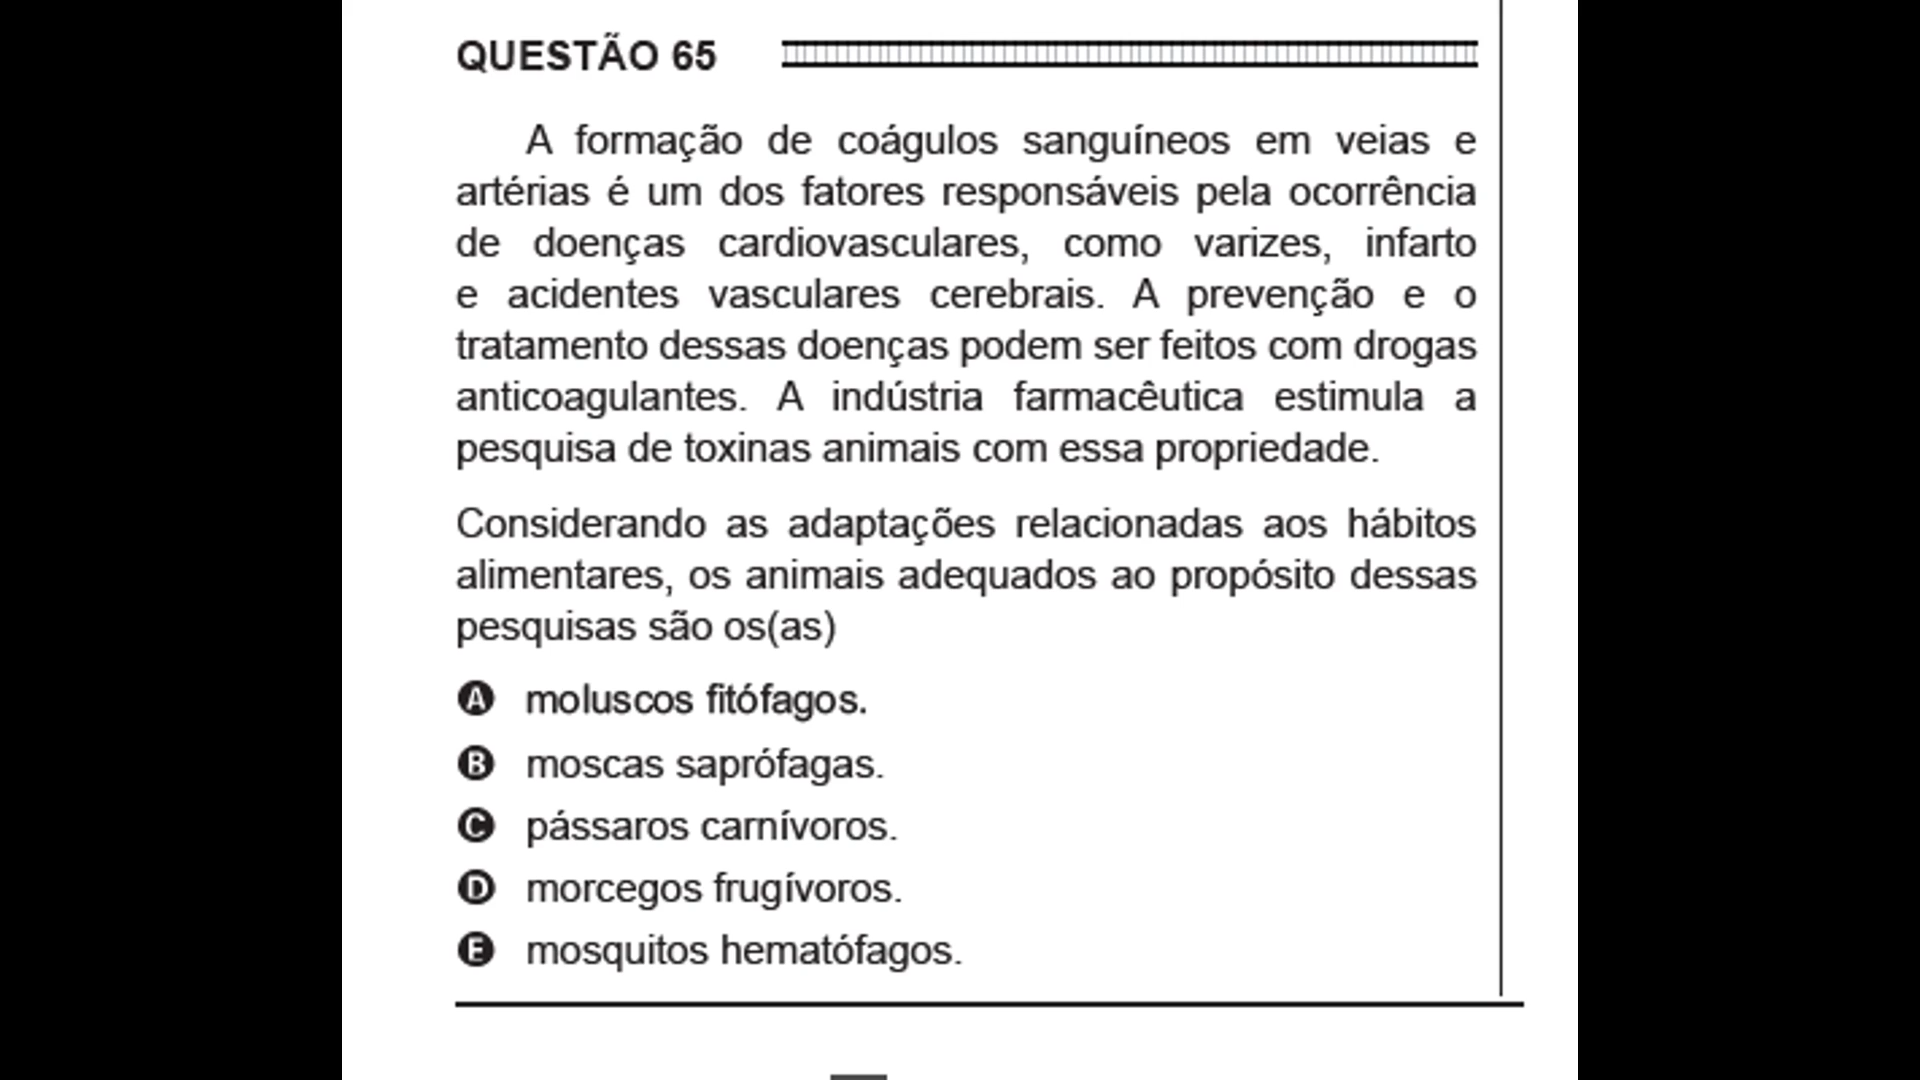 QUESTÃO 65
A formação de coágulos sanguíneos em veias e
artérias é um dos fatores responsáveis pela ocorrência
de doenças cardiovasculares, como varizes, infarto
e acidentes vasculares cerebrais. A prevenção e o
tratamento dessas doenças podem ser feitos com drogas
anticoagulantes. A indústria farmacêutica estimula a
pesquisa de toxinas animais com essa propriedade.
Considerando as adaptações relacionadas aos hábitos
alimentares, os animais adequados ao propósito dessas
pesquisas são os(as)
A moluscos fitófagos.
B moscas saprófagas.
C pássaros carnívoros.
D morcegos frugívoros.
E mosquitos hematófagos.